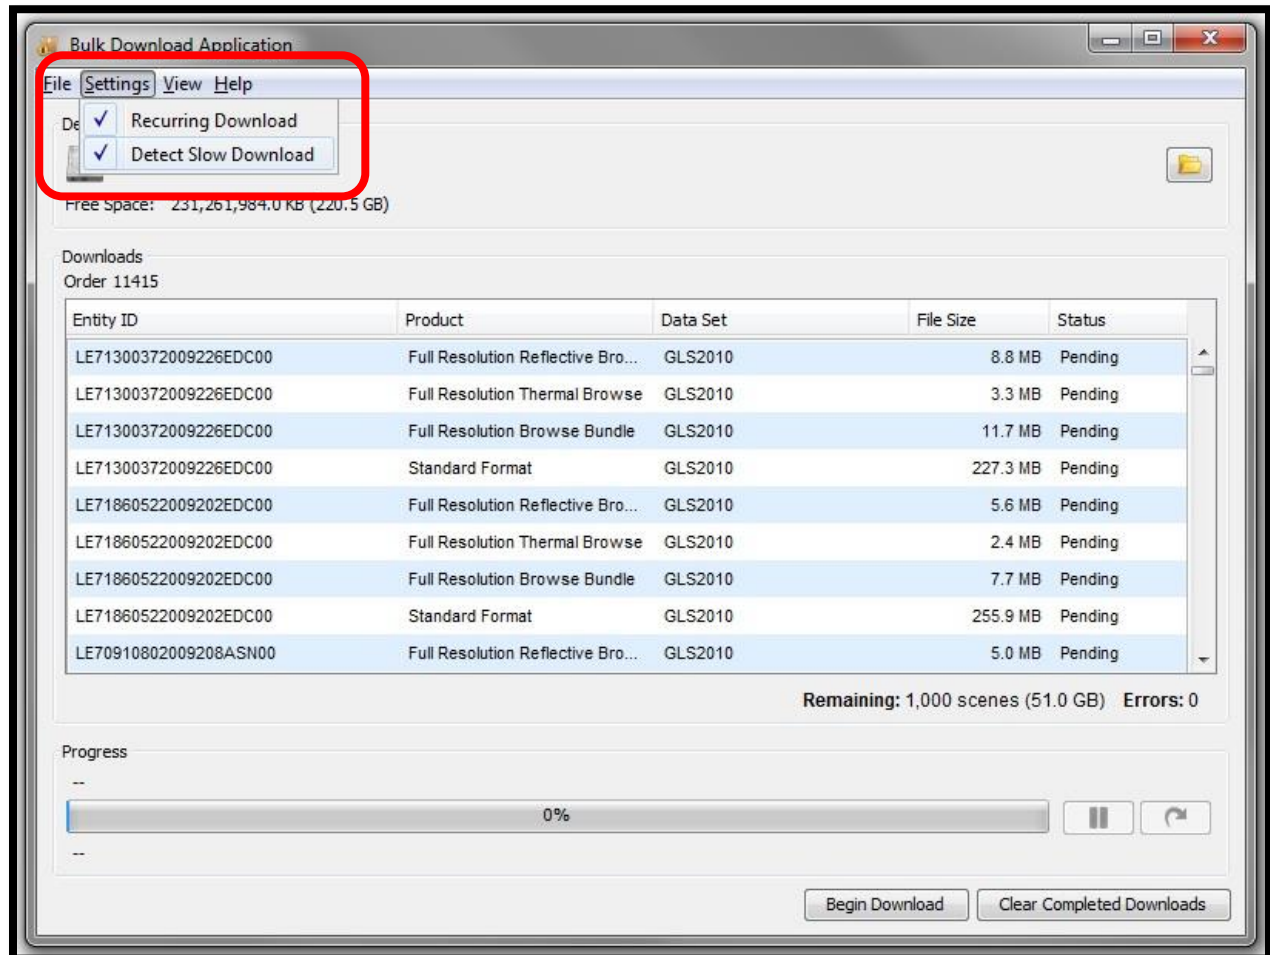 Bulk Download Application
File Settings View Help
Recurring Download
Detect Slow Download
Free Space: 231,261,984.0 KB (220.5 GB)
Downloads
Order 11415
Entity ID Product Data Set File Size Status
LE71300372009226EDC00 Full Resolution Reflective Bro... GLS2010 8.8 MB Pending
LE71300372009226EDC00 Full Resolution Thermal Browse GLS2010 3.3 MB Pending
LE71300372009226EDC00 Full Resolution Browse Bundle GLS2010 11.7 MB Pending
LE71300372009226EDC00 Standard Format GLS2010 227.3 MB Pending
LE71860522009202EDC00 Full Resolution Reflective Bro... GLS2010 5.6 MB Pending
LE71860522009202EDC00 Full Resolution Thermal Browse GLS2010 2.4 MB Pending
LE71860522009202EDC00 Full Resolution Browse Bundle GLS2010 7.7 MB Pending
LE71860522009202EDC00 Standard Format GLS2010 255.9 MB Pending
LE70910802009208ASN00 Full Resolution Reflective Bro... GLS2010 5.0 MB Pending
Remaining: 1,000 scenes (51.0 GB) Errors: 0
Progress
--
0%
--
Begin Download Clear Completed Downloads